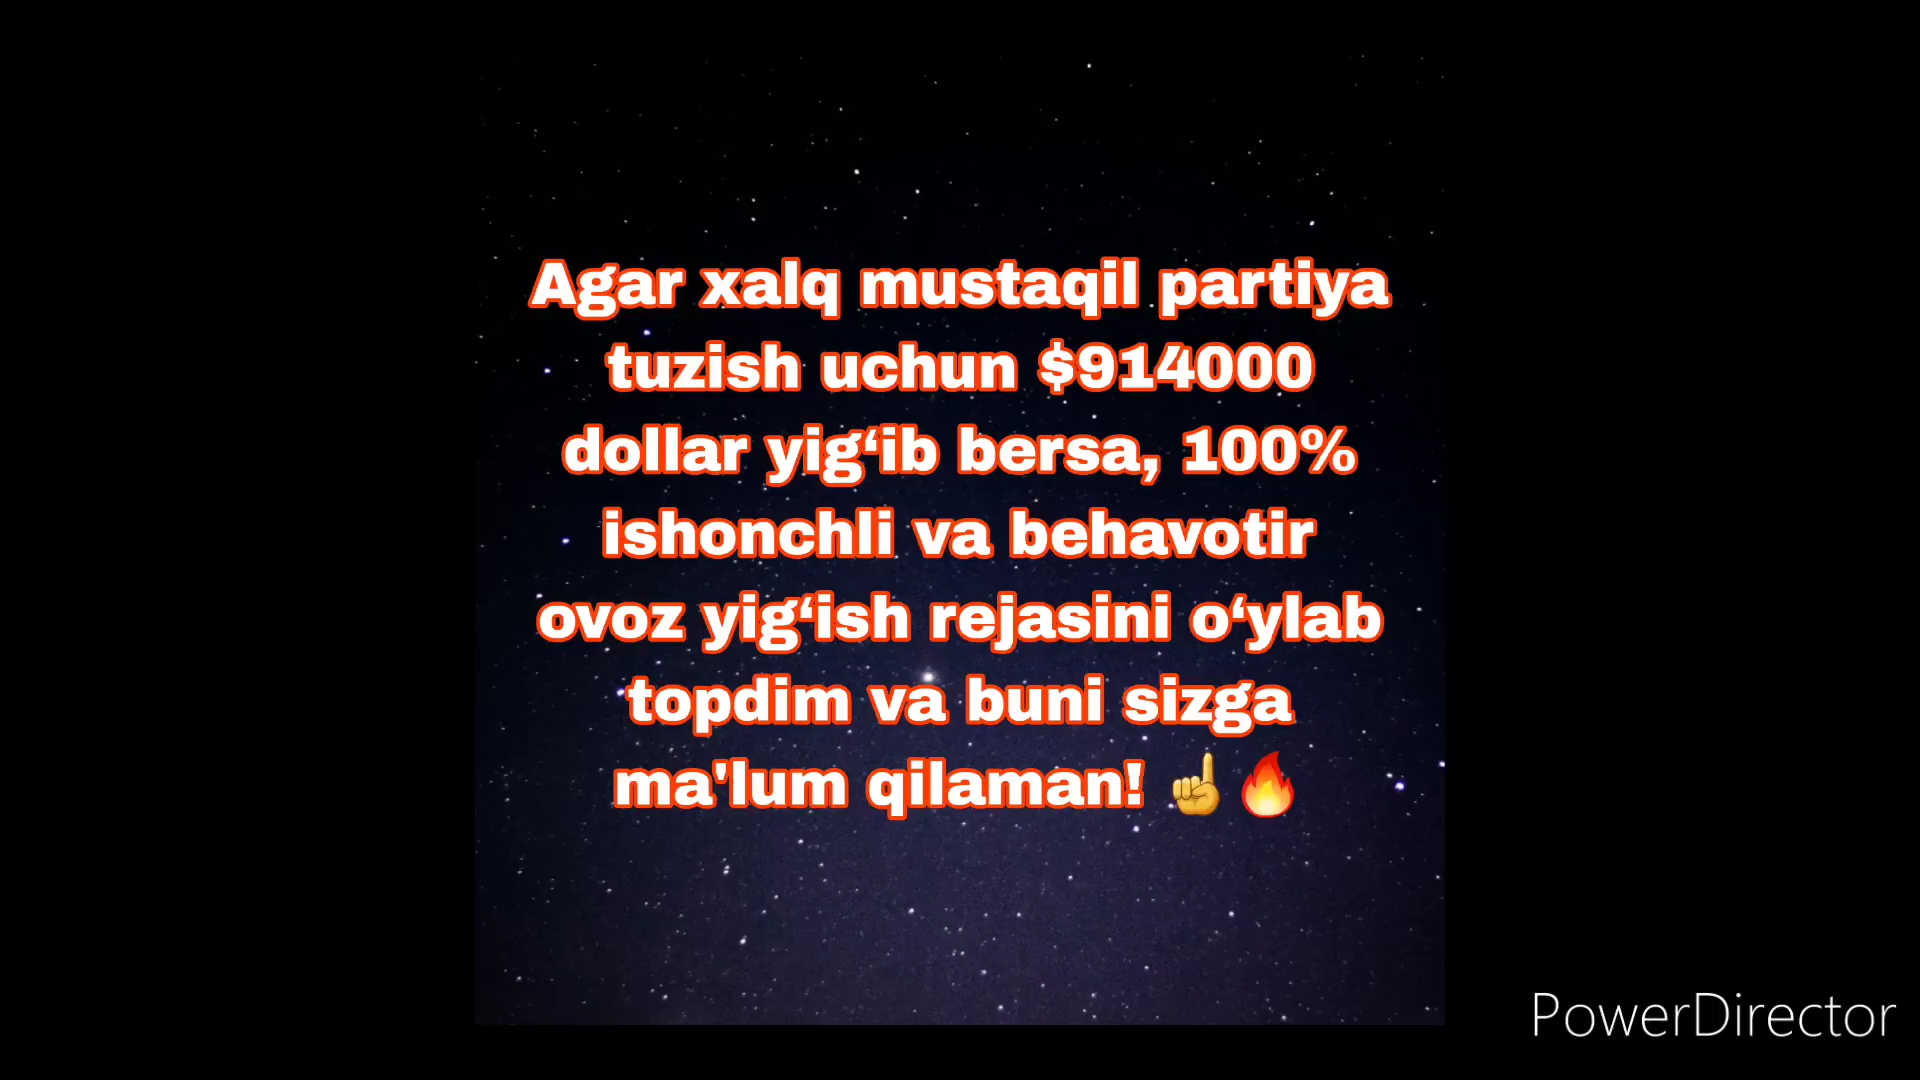 Agar xalq mustaqil partiya
tuzish uchun $914000
dollar yig‘ib bersa, 100%
ishonchli va behavotir
ovoz yig‘ish rejasini o‘ylab
topdim va buni sizga
ma'lum qilaman! ☝️🔥
PowerDirector